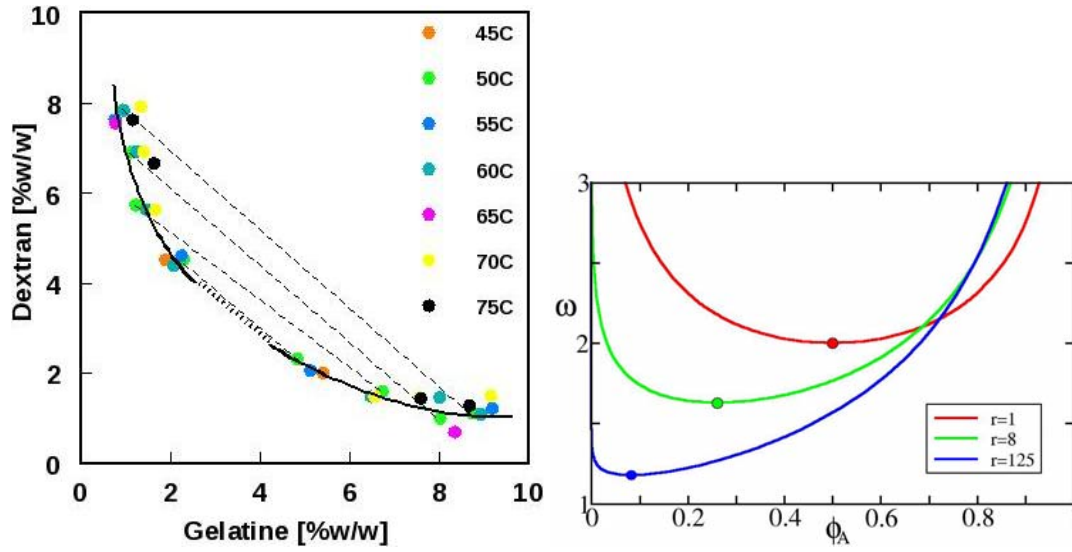 10
8
6
4
2
0
Dextran [%w/w]
0 2 4 6 8 10
Gelatine [%w/w]
45C
50C
55C
60C
65C
70C
75C
3
2
1
ω
0 0.2 0.4 0.6 0.8
ϕA
r=1
r=8
r=125